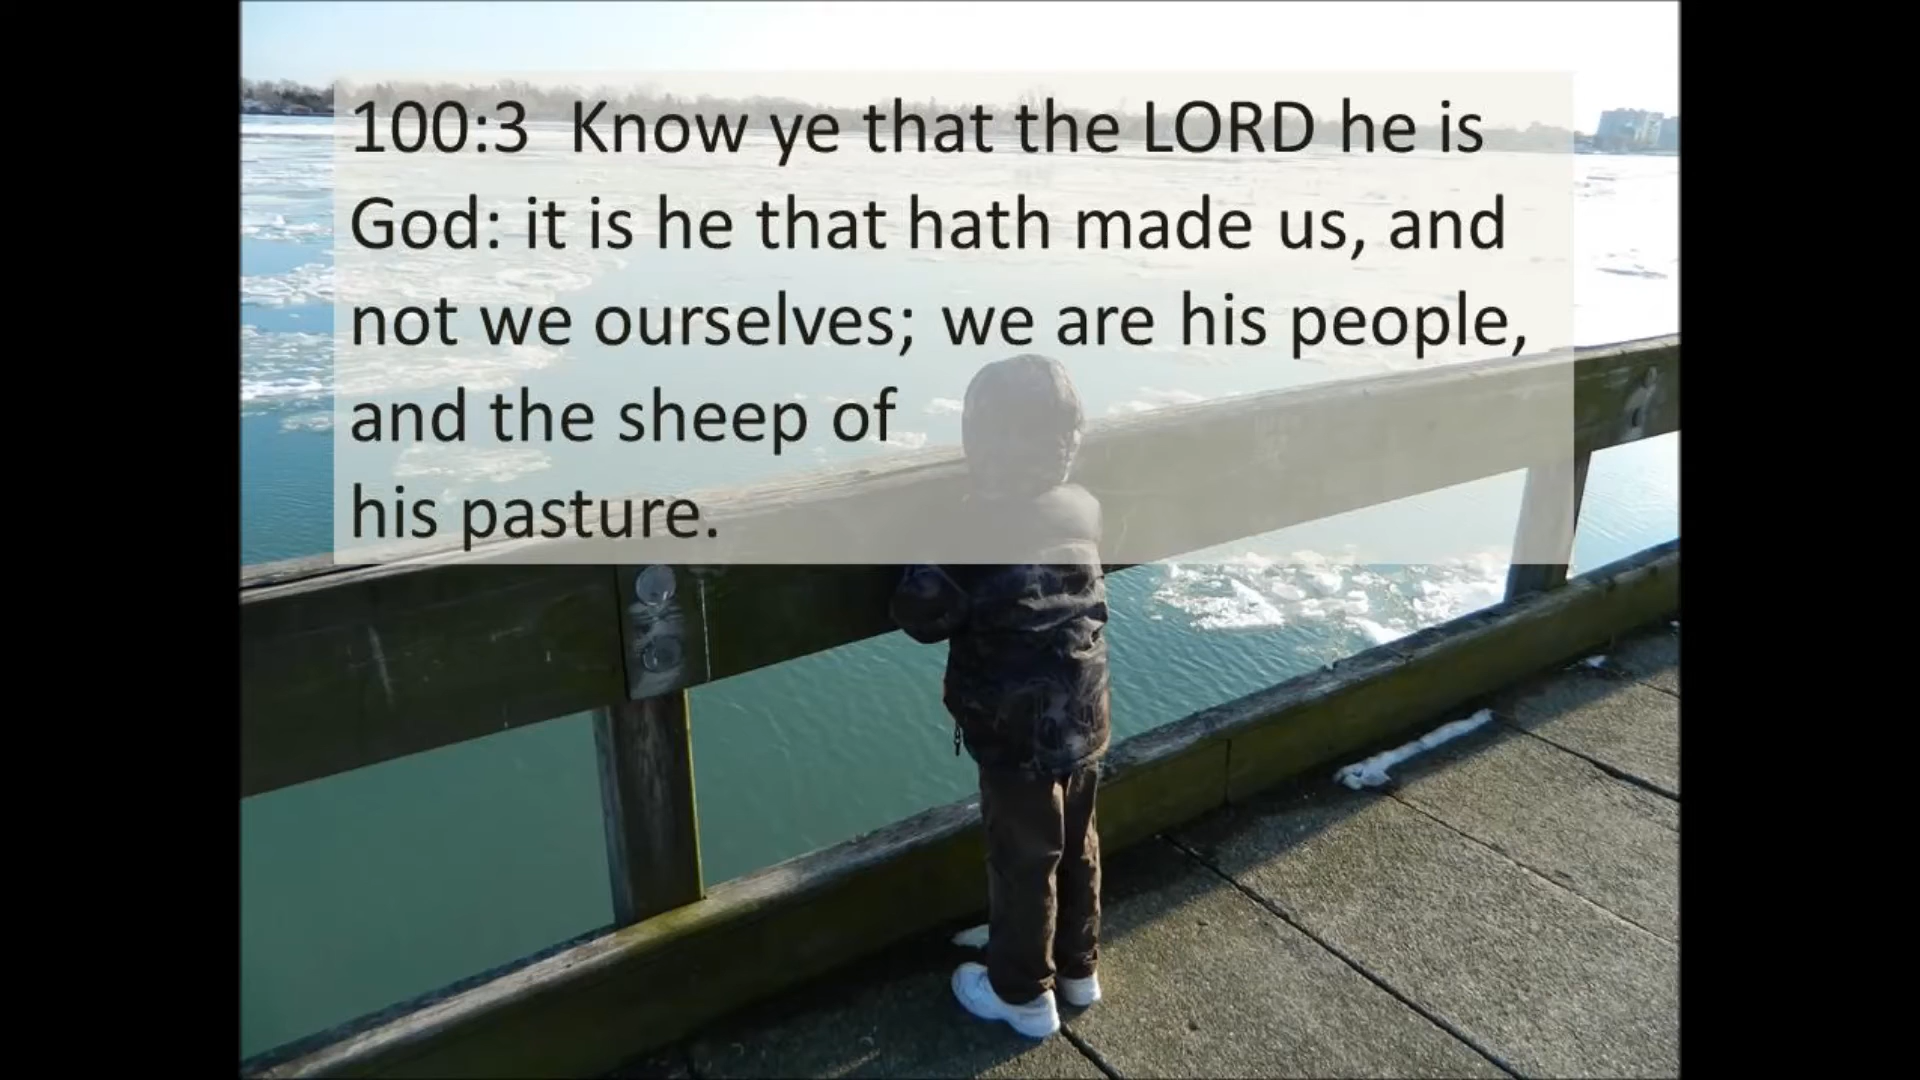 100:3  Know ye that the LORD he is
God: it is he that hath made us, and
not we ourselves; we are his people,
and the sheep of
his pasture.